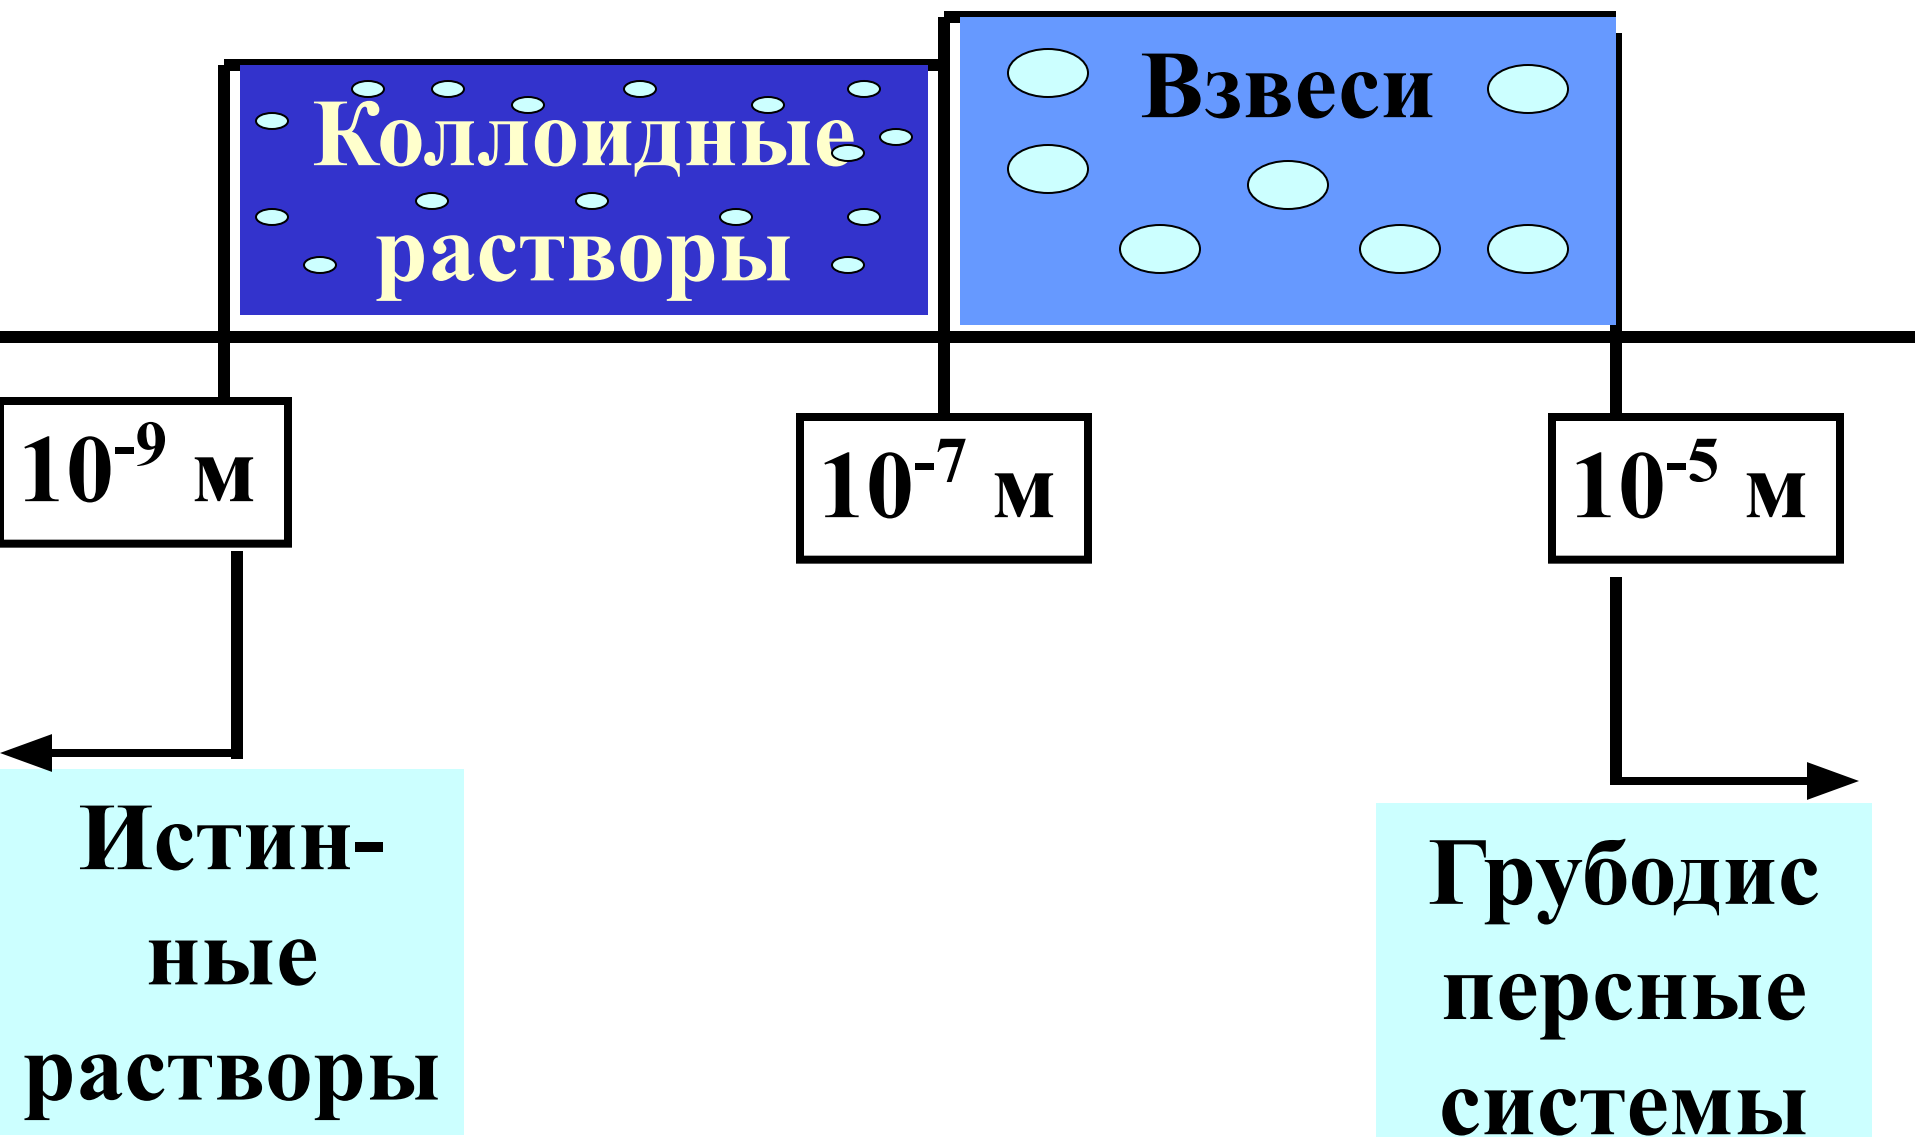 Коллоидные
растворы
Взвеси
10⁻⁹ м
10⁻⁷ м
10⁻⁵ м
Истин-
ные
растворы
Грубодис
персные
системы